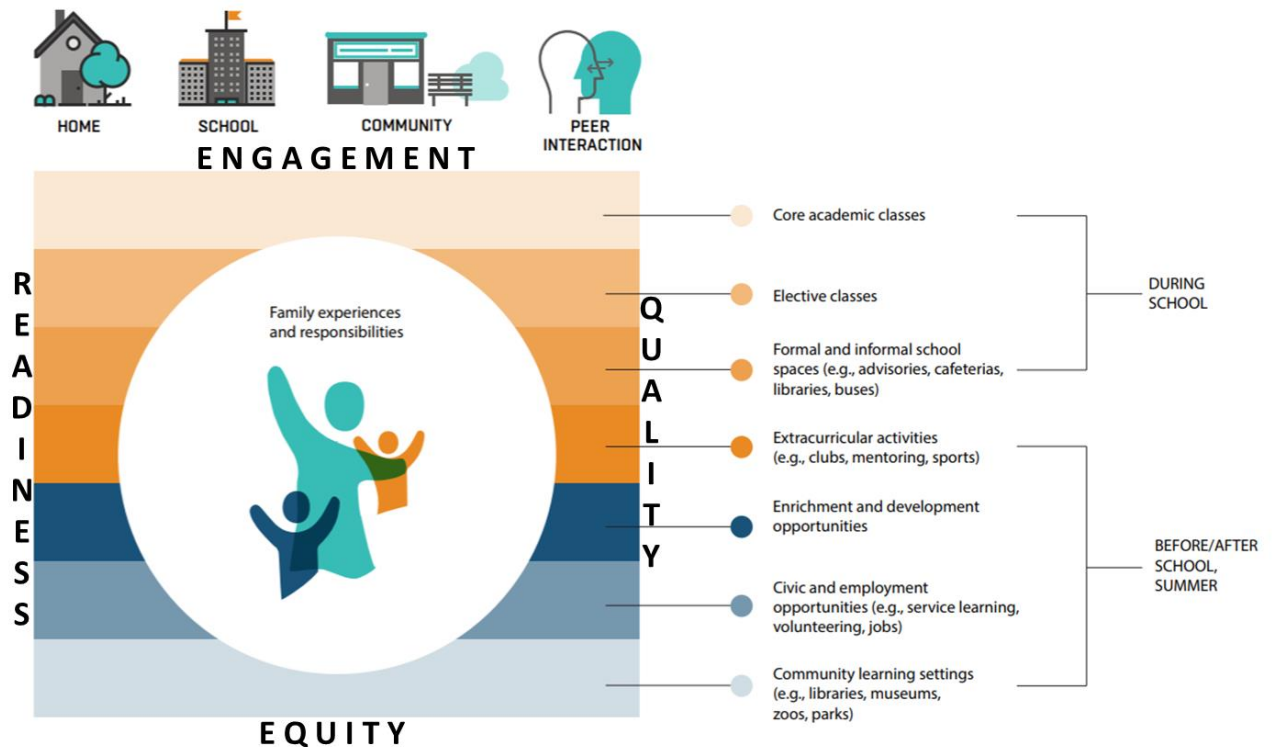 HOME
SCHOOL
COMMUNITY
PEER
INTERACTION
ENGAGEMENT
READINESS
Family experiences
and responsibilities
QUALITY
EQUITY
Core academic classes
Elective classes
Formal and informal school
spaces (e.g., advisories, cafeterias,
libraries, buses)
DURING
SCHOOL
Extracurricular activities
(e.g., clubs, mentoring, sports)
Enrichment and development
opportunities
Civic and employment
opportunities (e.g., service learning,
volunteering, jobs)
Community learning settings
(e.g., libraries, museums,
zoos, parks)
BEFORE/AFTER
SCHOOL,
SUMMER